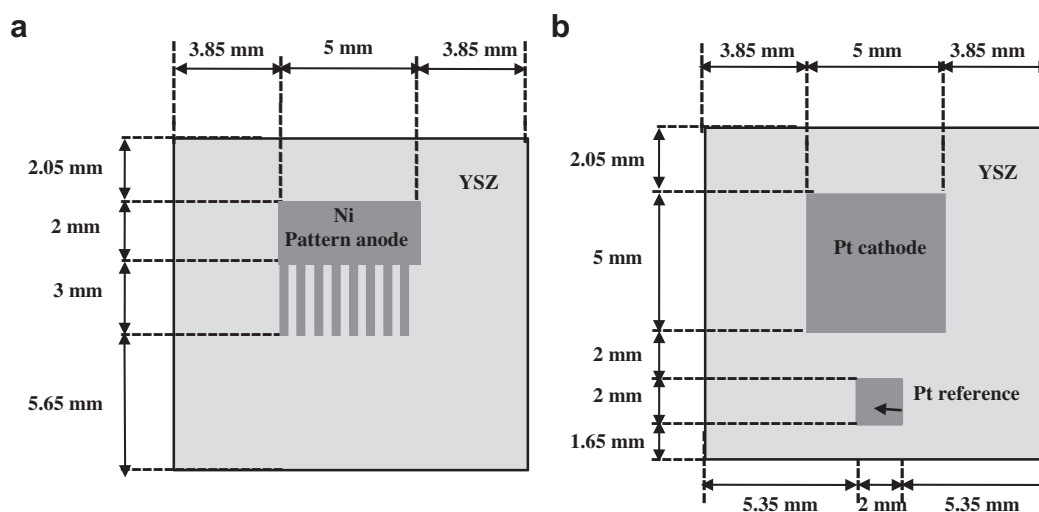 a
3.85 mm
5 mm
3.85 mm
2.05 mm
YSZ
2 mm
Ni
Pattern anode
3 mm
5.65 mm
b
3.85 mm
5 mm
3.85 mm
2.05 mm
YSZ
5 mm
Pt cathode
2 mm
2 mm
Pt reference
1.65 mm
5.35 mm
2 mm
5.35 mm